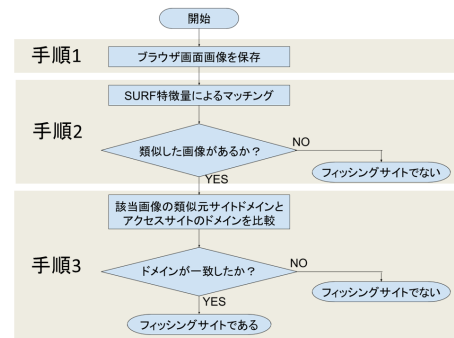 開始
手順1
ブラウザ画面画像を保存
手順2
SURF特徴量によるマッチング
類似した画像があるか?
NO
フィッシングサイトでない
YES
手順3
該当画像の類似元サイトドメインと
アクセスサイトのドメインを比較
ドメインが一致したか?
NO
フィッシングサイトでない
YES
フィッシングサイトである